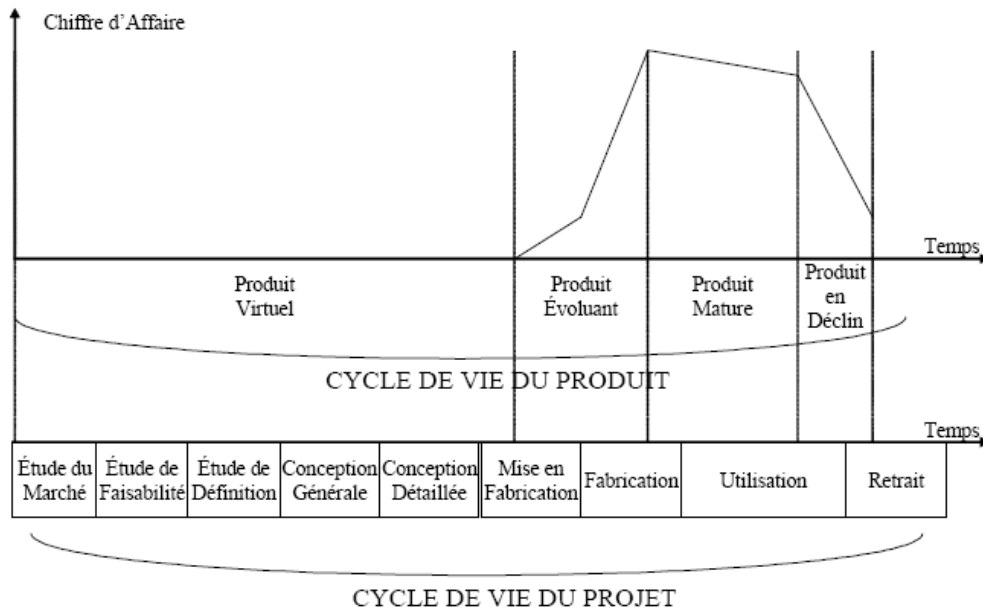 Chiffre d'Affaire
Temps
Produit
Virtuel
Produit
Évoluant
Produit
Mature
Produit
en
Déclin
CYCLE DE VIE DU PRODUIT
Temps
Étude du
Marché
Étude de
Faisabilité
Étude de
Définition
Conception
Générale
Conception
Détaillée
Mise en
Fabrication
Fabrication
Utilisation
Retrait
CYCLE DE VIE DU PROJET